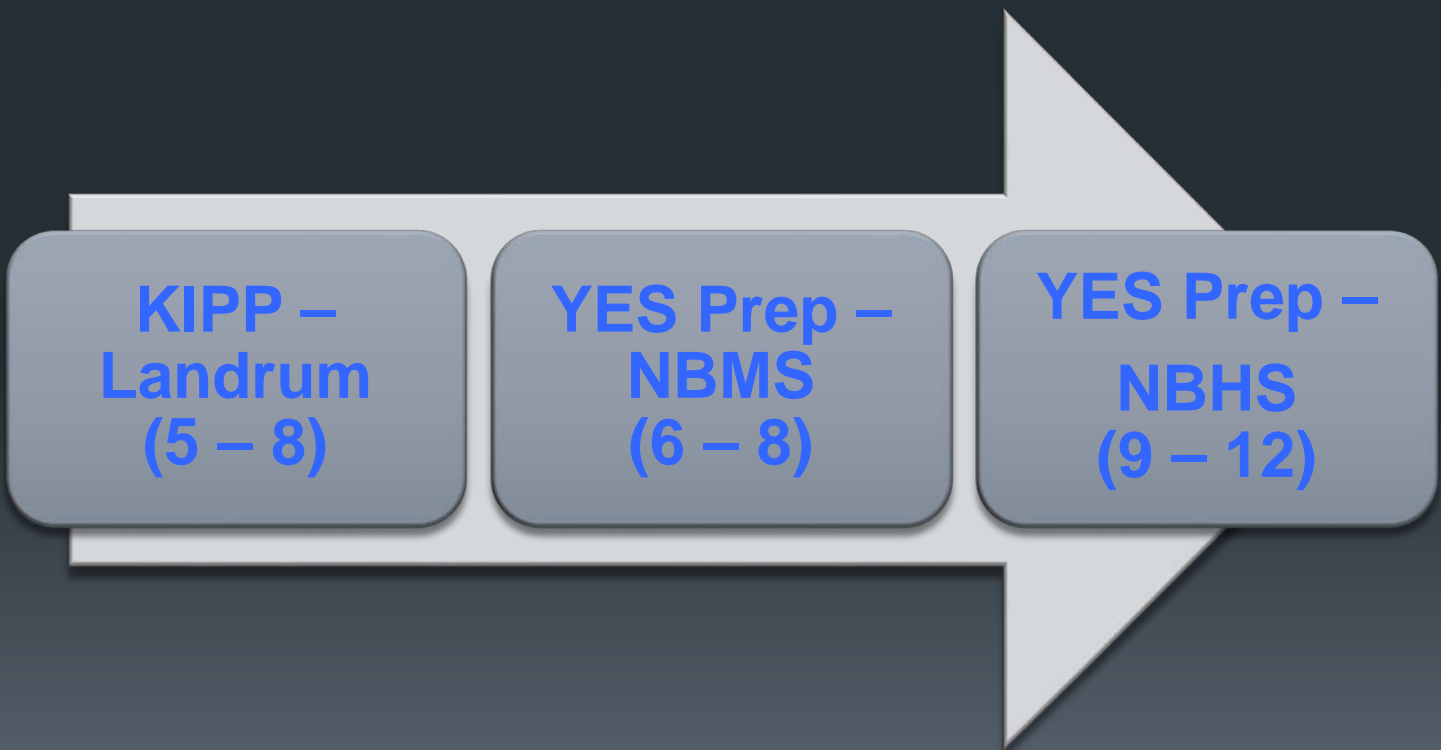 KIPP –
Landrum
(5 – 8)
YES Prep –
NBMS
(6 – 8)
YES Prep –
NBHS
(9 – 12)